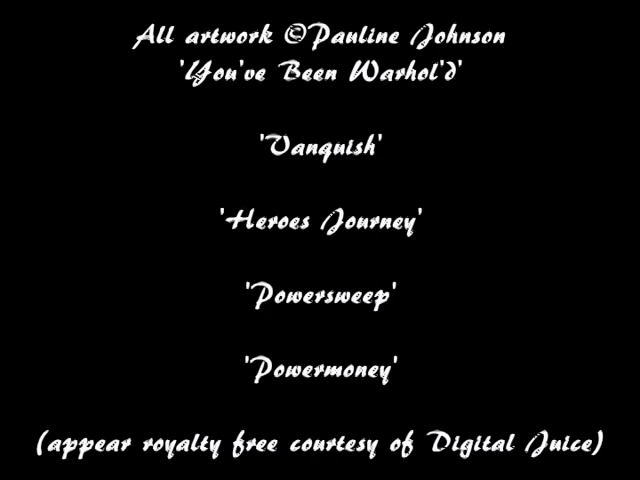 All artwork ©Pauline Johnson
'You've Been Warhol'd'
'Vanquish'
'Heroes Journey'
'Powersweep'
'Powermoney'
(appear royalty free courtesy of Digital Juice)